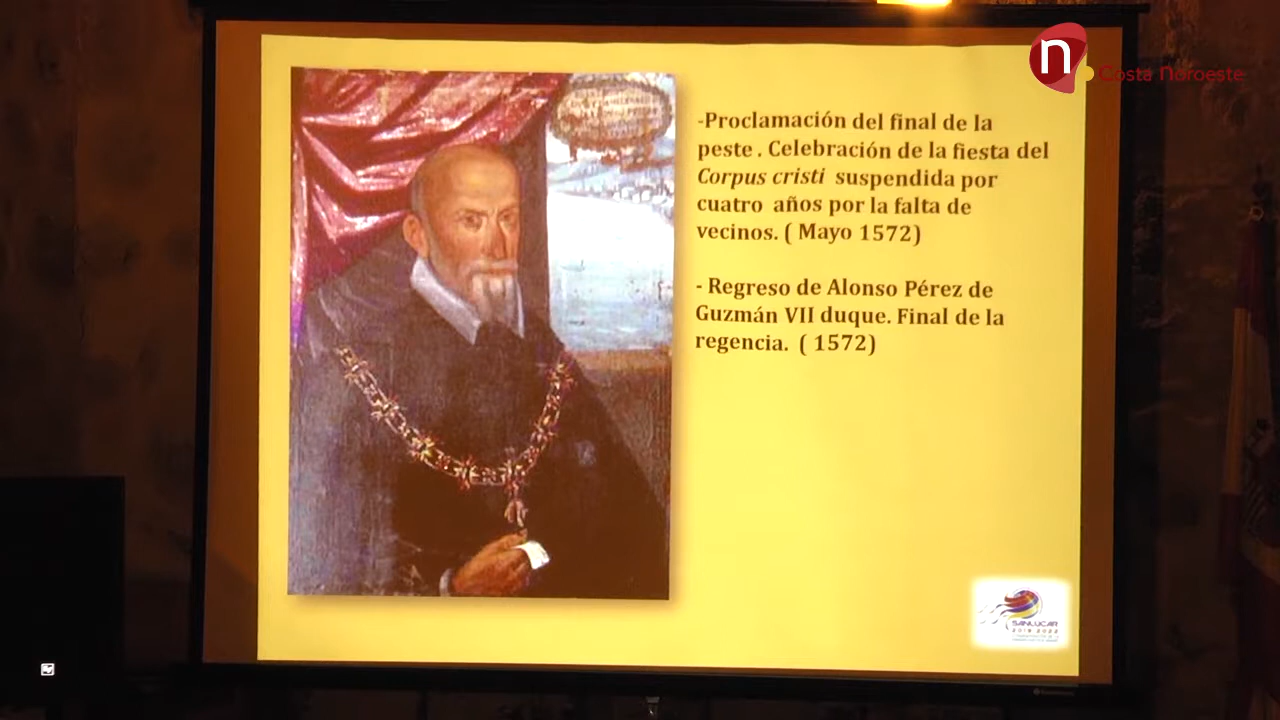 n
Costa noroeste
-Proclamación del final de la
peste . Celebración de la fiesta del
Corpus cristi suspendida por
cuatro años por la falta de
vecinos. ( Mayo 1572)
- Regreso de Alonso Pérez de
Guzmán VII duque. Final de la
regencia. ( 1572)
SANLUCAR
2019-2022